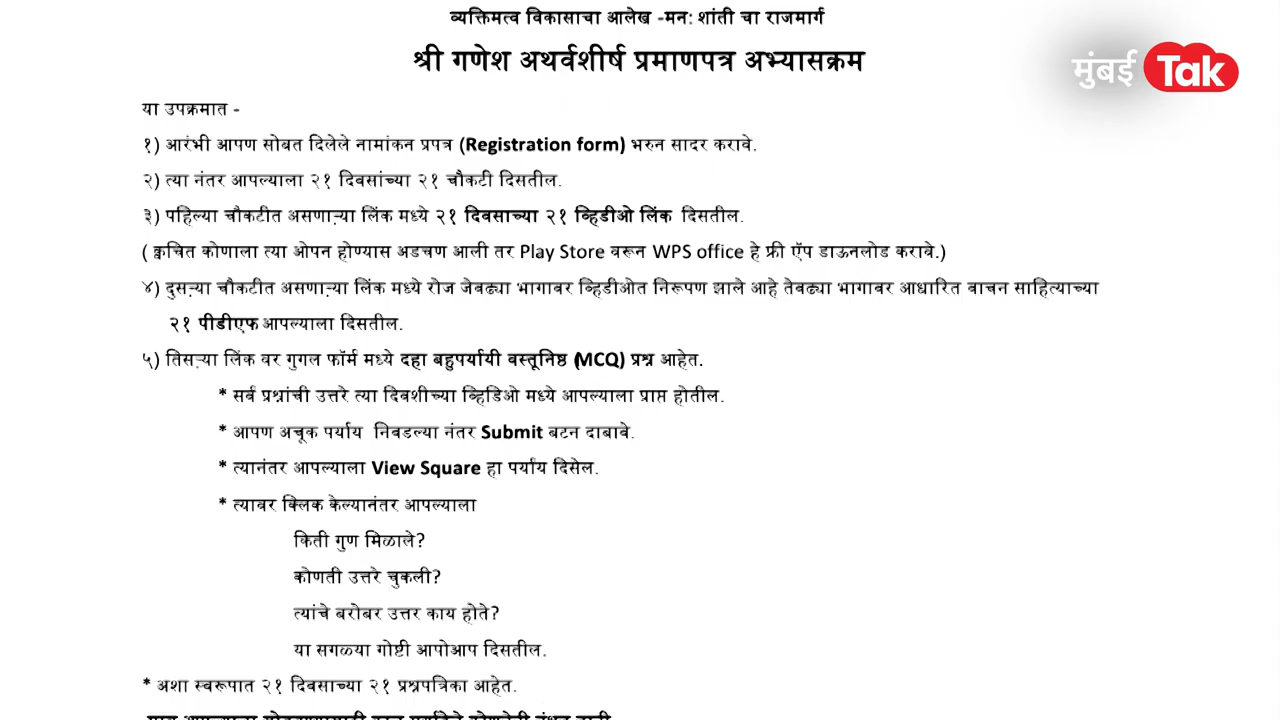 व्यक्तिमत्व विकासाचा आलेख -मन: शांती चा राजमार्ग
श्री गणेश अथर्वशीर्ष प्रमाणपत्र अभ्यासक्रम
मुंबई Tak
या उपक्रमात -
१) आरंभी आपण सोबत दिलेले नामांकन प्रपत्र (Registration form) भरुन सादर करावे.
२) त्या नंतर आपल्याला २१ दिवसांच्या २१ चौकटी दिसतील.
३) पहिल्या चौकटीत असणाऱ्या लिंक मध्ये २१ दिवसाच्या २१ व्हिडीओ लिंक दिसतील.
( क्वचित कोणाला त्या ओपन होण्यास अडचण आली तर Play Store वरून WPS office हे फ्री ऍप डाऊनलोड करावे.)
४) दुसऱ्या चौकटीत असणाऱ्या लिंक मध्ये रोज जेवढ्या भागावर व्हिडीओत निरूपण झाले आहे तेवढ्या भागावर आधारित वाचन साहित्याच्या
२१ पीडीएफ आपल्याला दिसतील.
५) तिसऱ्या लिंक वर गुगल फॉर्म मध्ये दहा बहुपर्यायी वस्तूनिष्ठ (MCQ) प्रश्न आहेत.
* सर्व प्रश्नांची उत्तरे त्या दिवशीच्या व्हिडिओ मध्ये आपल्याला प्राप्त होतील.
* आपण अचूक पर्याय निवडल्या नंतर Submit बटन दाबावे.
* त्यानंतर आपल्याला View Square हा पर्याय दिसेल.
* त्यावर क्लिक केल्यानंतर आपल्याला
किती गुण मिळाले?
कोणती उत्तरे चुकली?
त्यांचे बरोबर उत्तर काय होते?
या सगळ्या गोष्टी आपोआप दिसतील.
* अशा स्वरूपात २१ दिवसाच्या २१ प्रश्नपत्रिका आहेत.